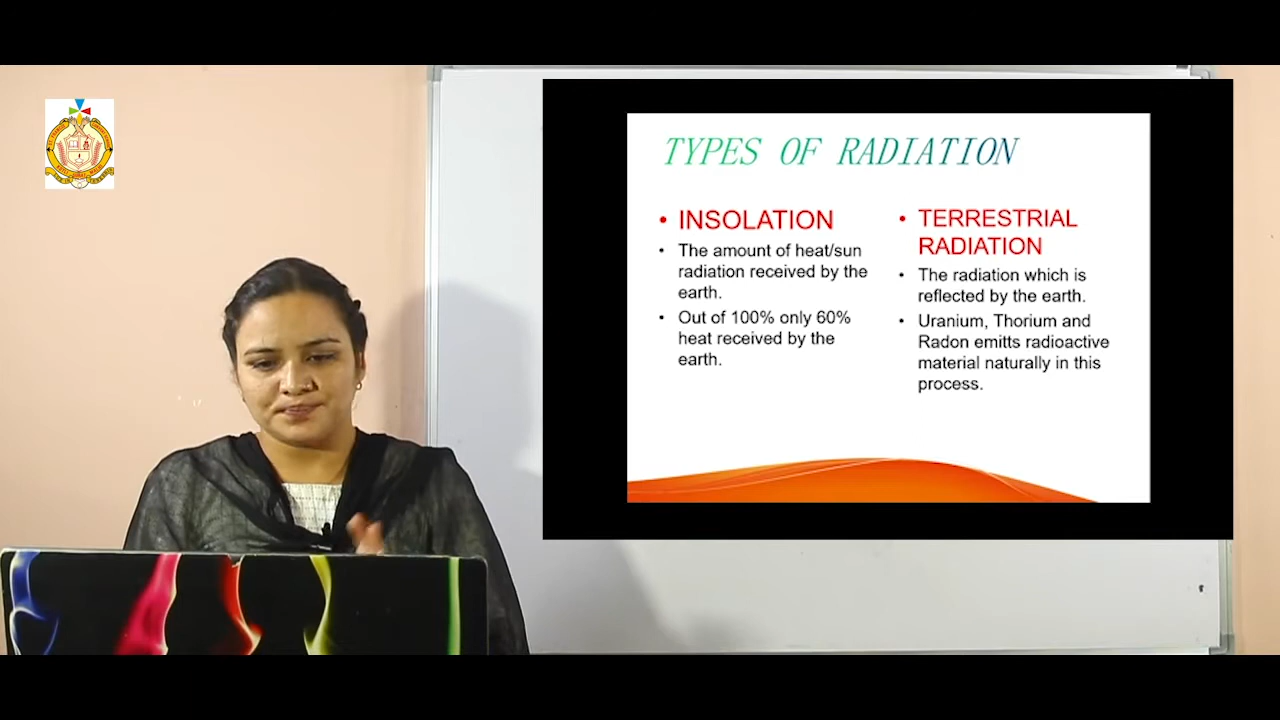 TYPES OF RADIATION
• INSOLATION
• The amount of heat/sun
radiation received by the
earth.
• Out of 100% only 60%
heat received by the
earth.
• TERRESTRIAL
RADIATION
• The radiation which is
reflected by the earth.
• Uranium, Thorium and
Radon emitts radioactive
material naturally in this
process.